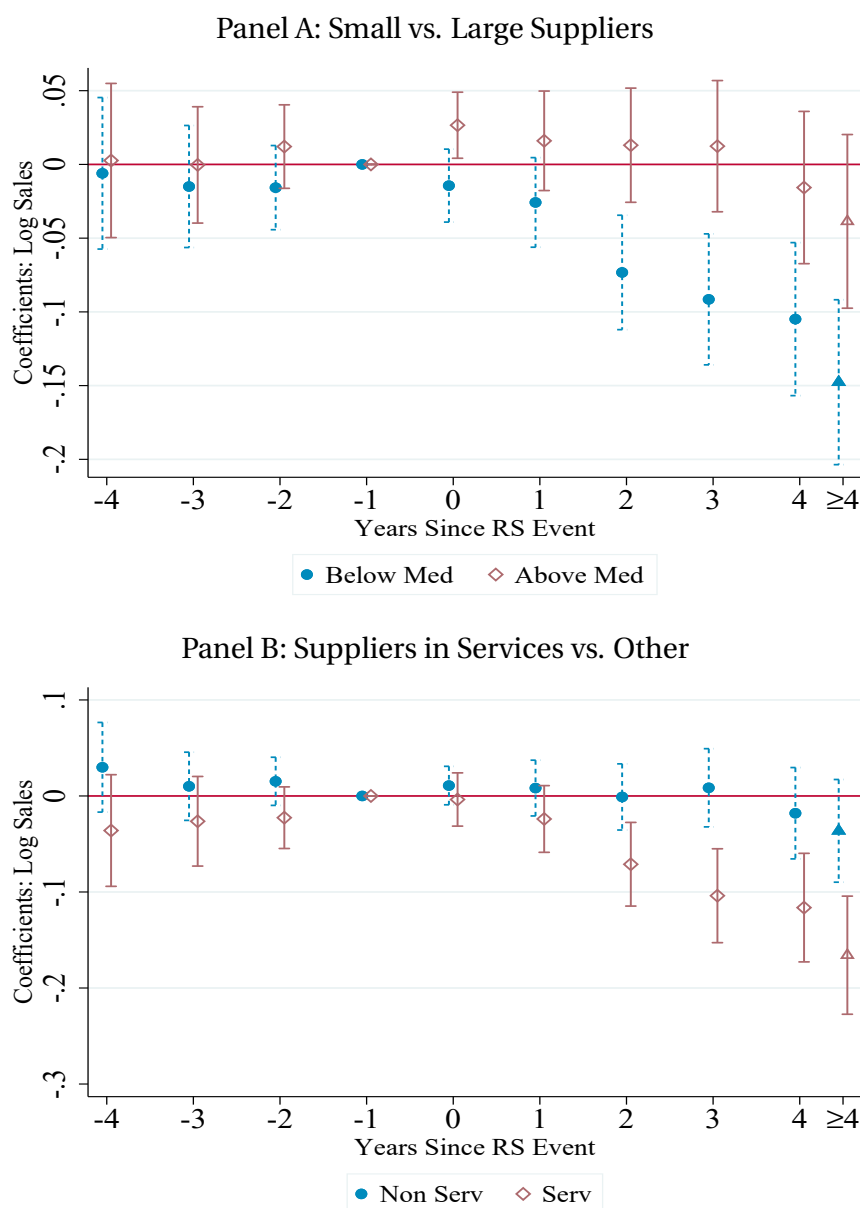 Panel A: Small vs. Large Suppliers
Coefficients: Log Sales
.05
0
-.05
-.1
-.15
-.2
-4 -3 -2 -1 0 1 2 3 4 ≥4
Years Since RS Event
Below Med Above Med
Panel B: Suppliers in Services vs. Other
Coefficients: Log Sales
.1
0
-.1
-.2
-.3
-4 -3 -2 -1 0 1 2 3 4 ≥4
Years Since RS Event
Non Serv Serv